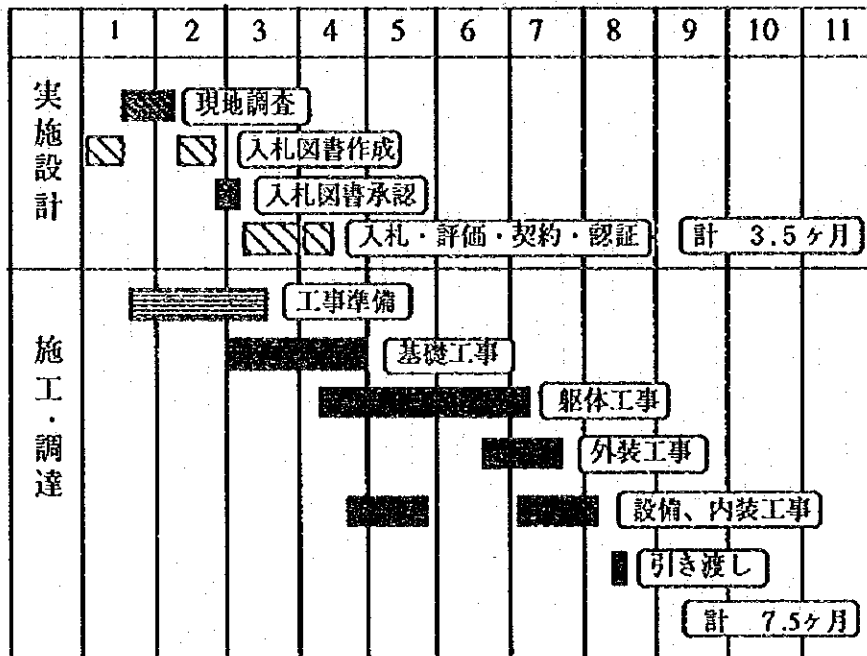 1 2 3 4 5 6 7 8 9 10 11
実施設計
現地調査
入札図書作成
入札図書承認
入札・評価・契約・認証
計 3.5ヶ月
施工・調達
工事準備
基礎工事
躯体工事
外装工事
設備、内装工事
引き渡し
計 7.5ヶ月